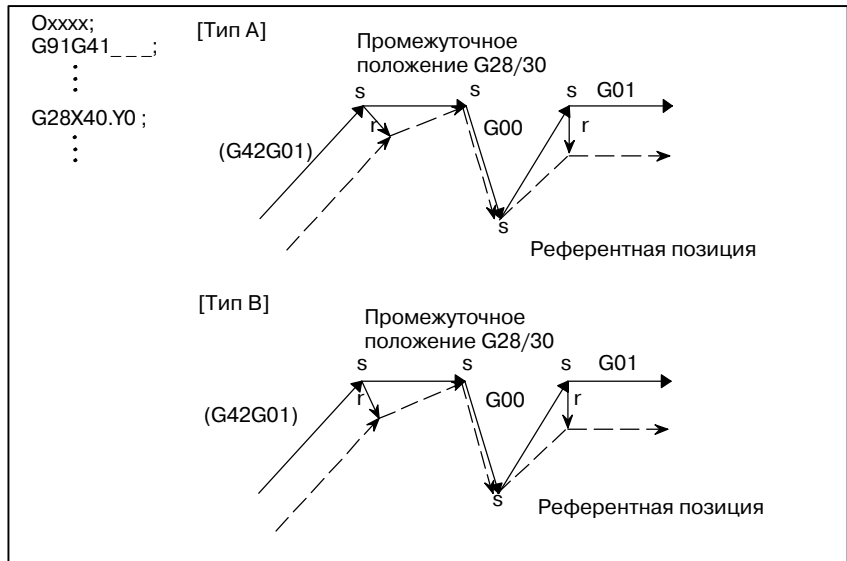 Oxxxx;
G91G41_ _ _;
G28X40.Y0 ;
[Тип A]
Промежуточное
положение G28/30
s
s
s
G01
r
G00
r
(G42G01)
s
Референтная позиция
[Тип B]
Промежуточное
положение G28/30
s
s
s
G01
r
G00
r
(G42G01)
s
Референтная позиция